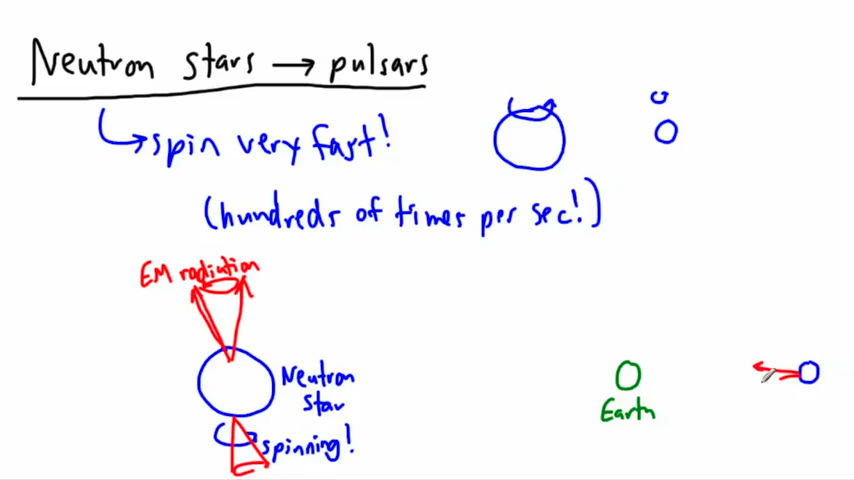 Neutron stars → pulsars
spin very fast!
(hundreds of times per sec!)
EM radiation
Neutron
star
spinning!
Earth